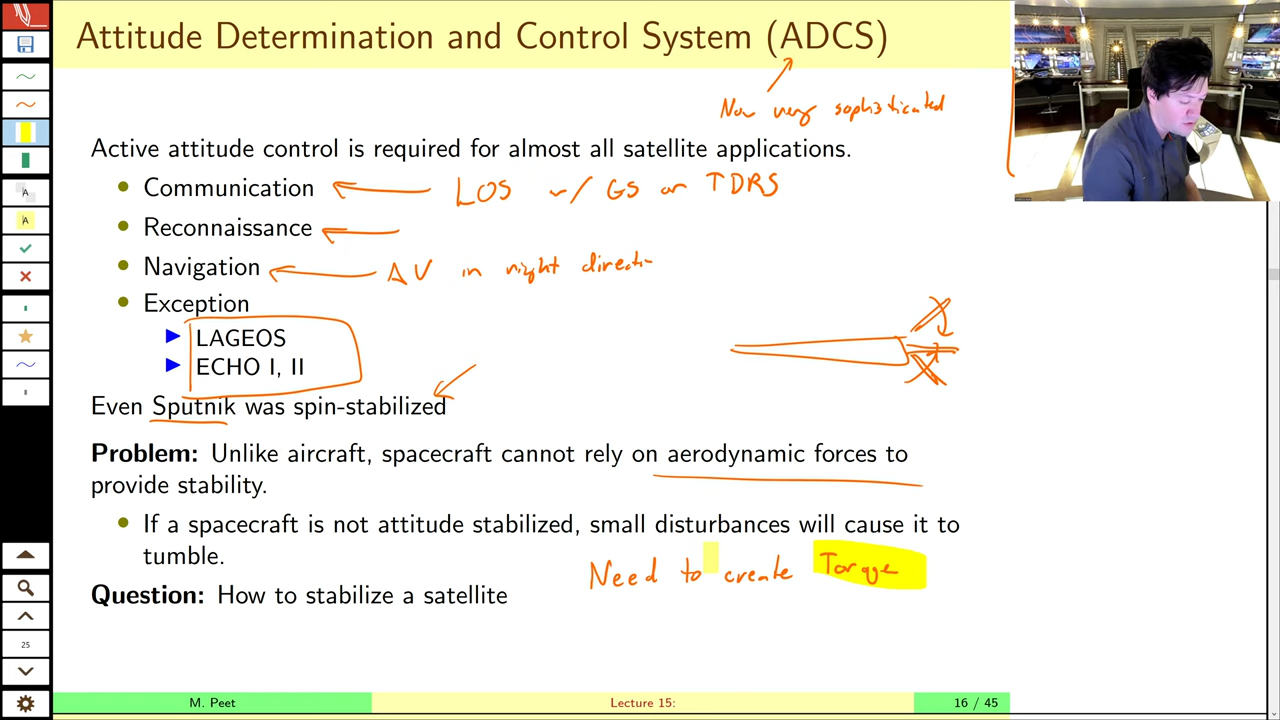 Attitude Determination and Control System (ADCS)
Now very sophisticated
Active attitude control is required for almost all satellite applications.
Communication LOS w/ GS or TDRS
Reconnaissance
Navigation ΔV in right directi
Exception
LAGEOS
ECHO I, II
Even Sputnik was spin-stabilized
Problem: Unlike aircraft, spacecraft cannot rely on aerodynamic forces to
provide stability.
If a spacecraft is not attitude stabilized, small disturbances will cause it to
tumble.
Need to create Torque
Question: How to stabilize a satellite
25
M. Peet Lecture 15: 16 / 45